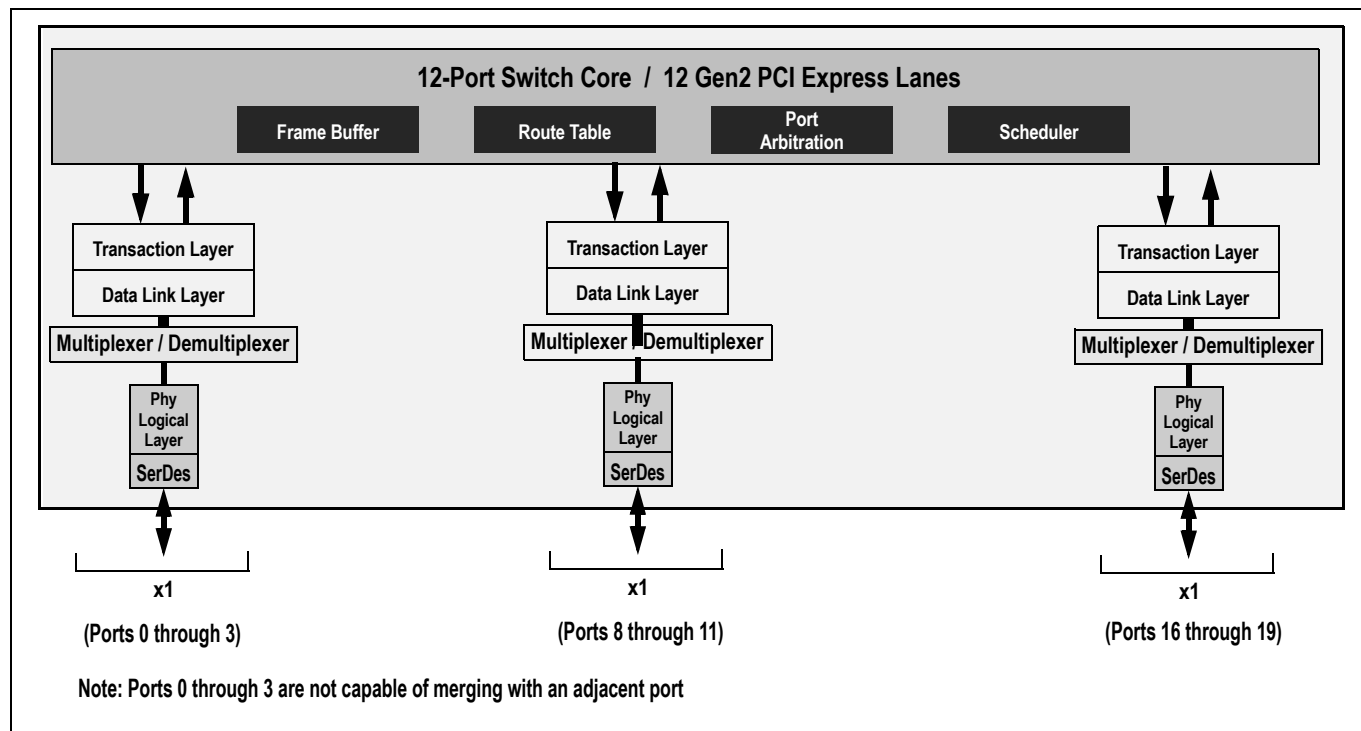 12-Port Switch Core / 12 Gen2 PCI Express Lanes
Frame Buffer
Route Table
Port
Arbitration
Scheduler
Transaction Layer
Data Link Layer
Multiplexer / Demultiplexer
Phy
Logical
Layer
SerDes
x1
(Ports 0 through 3)
Transaction Layer
Data Link Layer
Multiplexer / Demultiplexer
Phy
Logical
Layer
SerDes
x1
(Ports 8 through 11)
Transaction Layer
Data Link Layer
Multiplexer / Demultiplexer
Phy
Logical
Layer
SerDes
x1
(Ports 16 through 19)
Note: Ports 0 through 3 are not capable of merging with an adjacent port